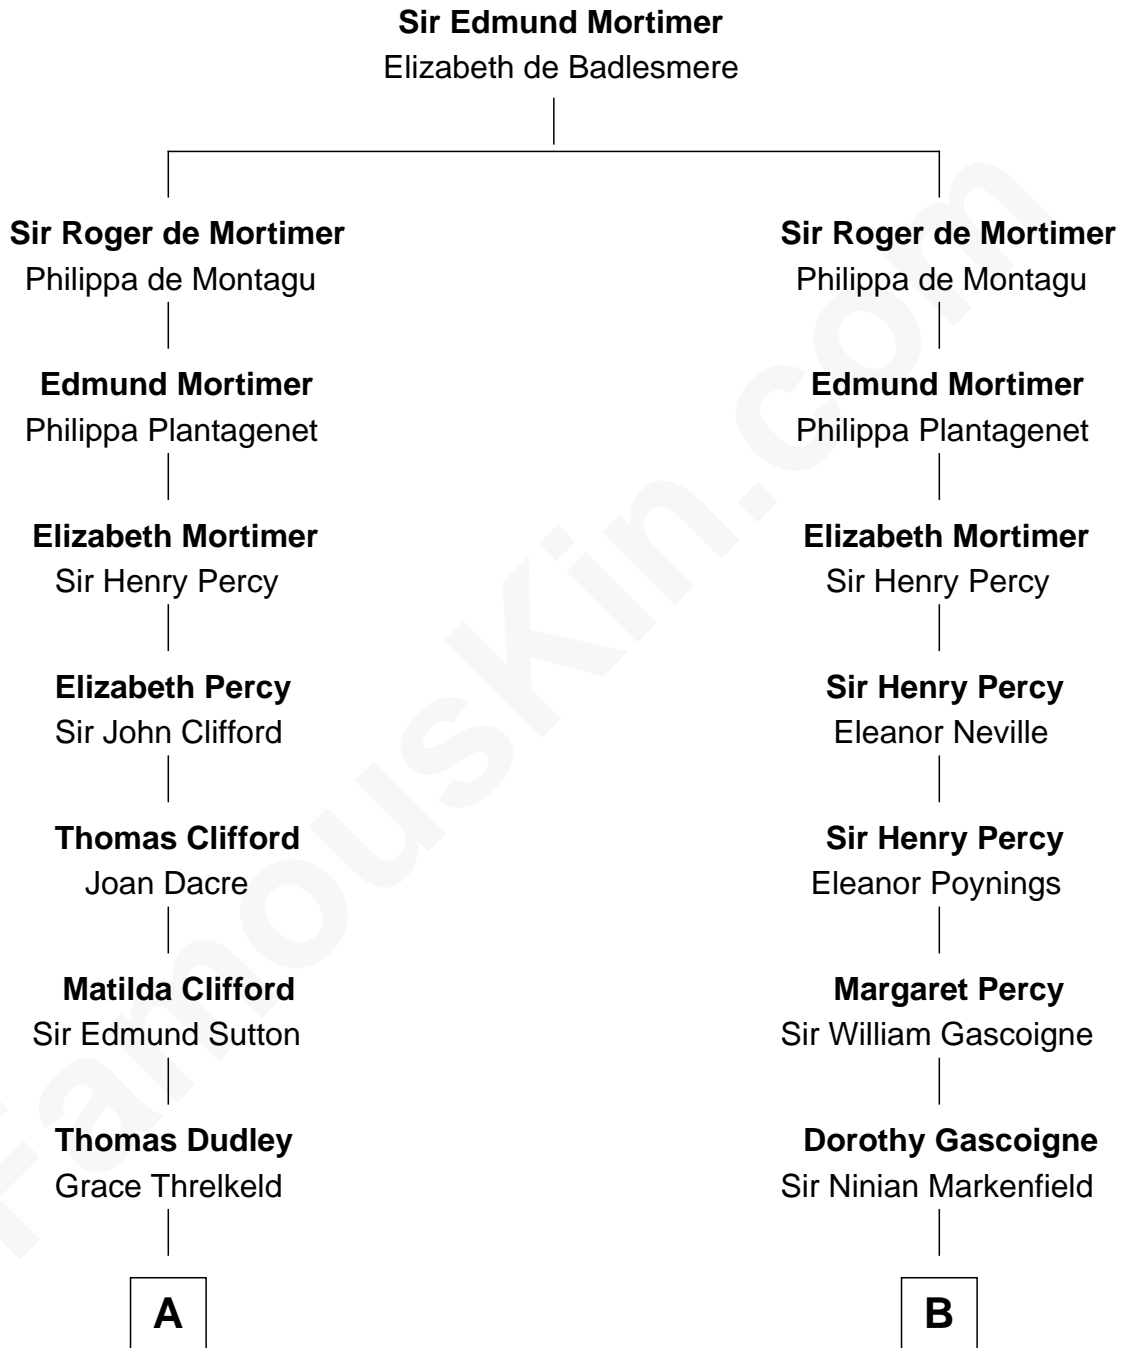 Sir Edmund Mortimer
Elizabeth de Badlesmere
Sir Roger de Mortimer
Philippa de Montagu
Edmund Mortimer
Philippa Plantagenet
Elizabeth Mortimer
Sir Henry Percy
Elizabeth Percy
Sir John Clifford
Thomas Clifford
Joan Dacre
Matilda Clifford
Sir Edmund Sutton
Thomas Dudley
Grace Threlkeld
A
Sir Roger de Mortimer
Philippa de Montagu
Edmund Mortimer
Philippa Plantagenet
Elizabeth Mortimer
Sir Henry Percy
Sir Henry Percy
Eleanor Neville
Sir Henry Percy
Eleanor Poynings
Margaret Percy
Sir William Gascoigne
Dorothy Gascoigne
Sir Ninian Markenfield
B
FamousKin.com